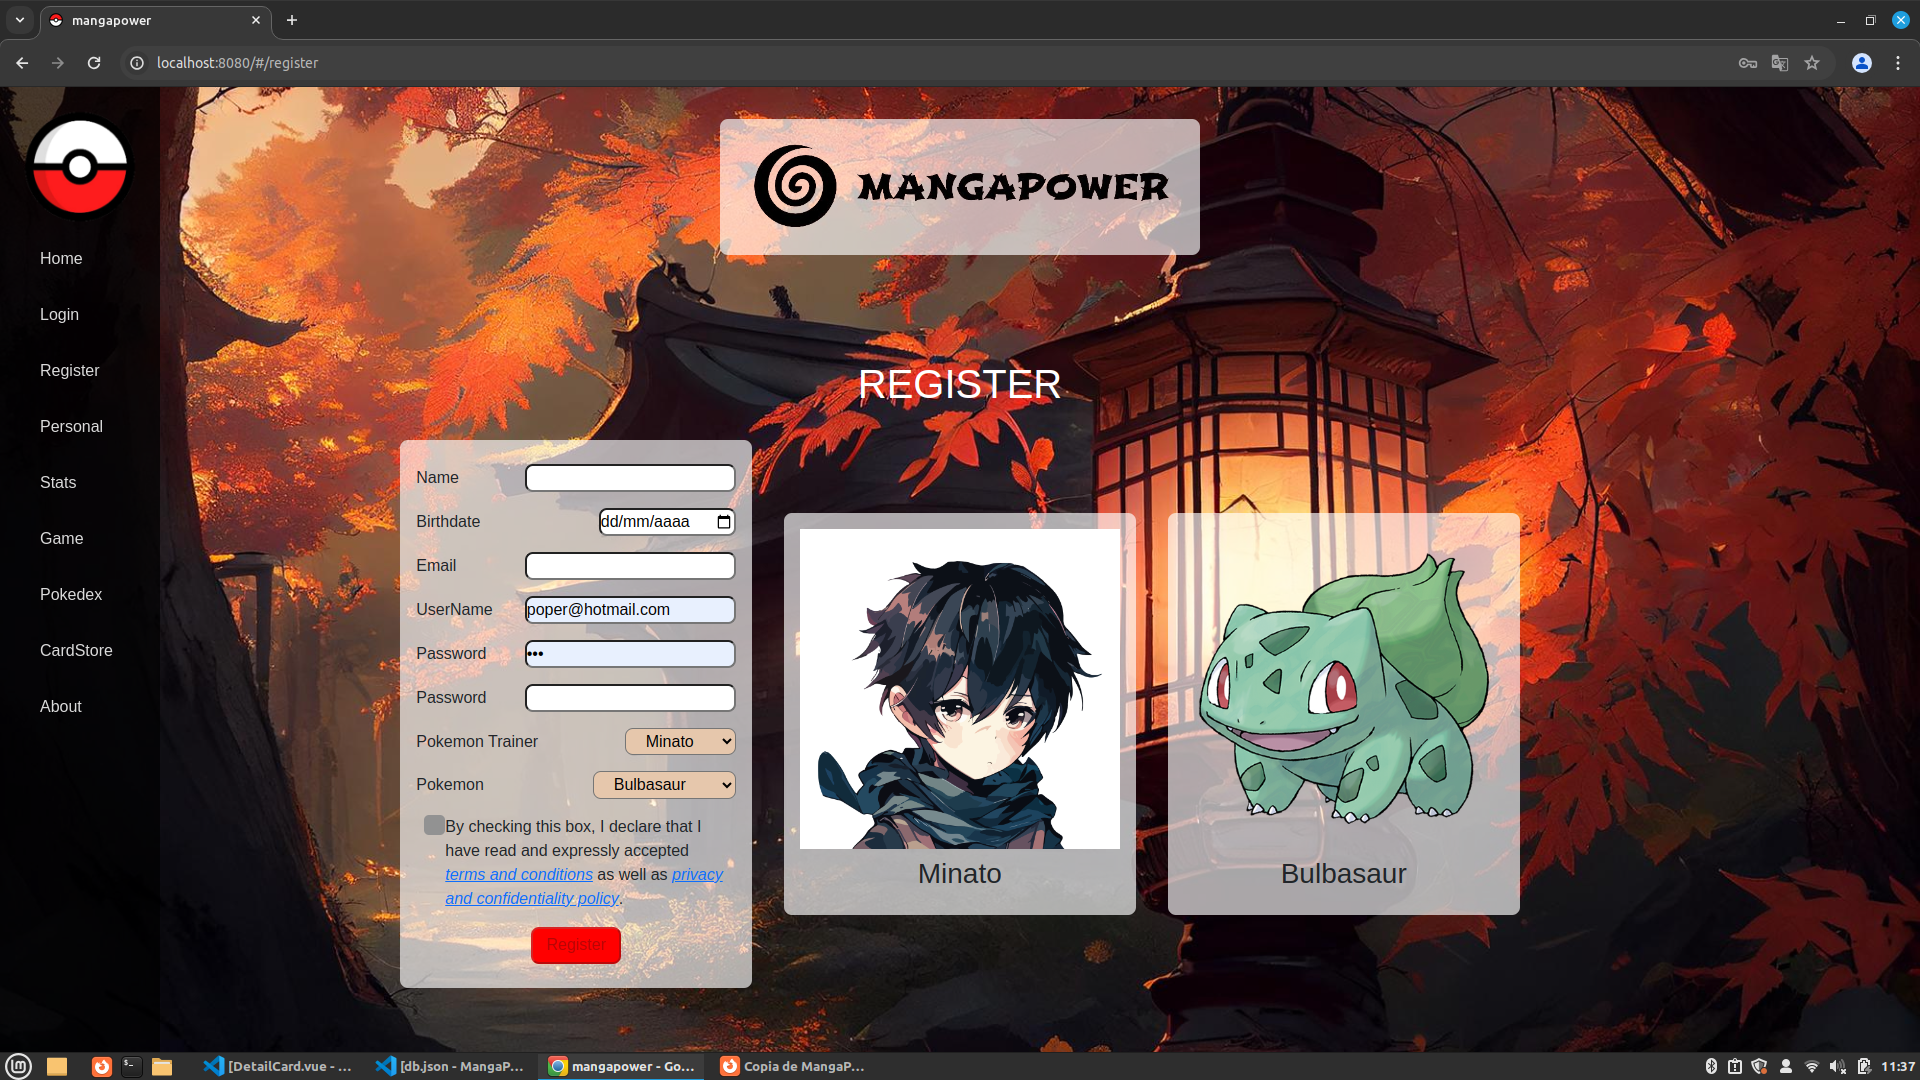 mangapower
localhost:8080/#/register
MANGAPOWER
Home
Login
Register
Personal
Stats
Game
Pokedex
CardStore
About
REGISTER
Name
Birthdate dd/mm/aaaa
Email
UserName poper@hotmail.com
Password •••
Password
Pokemon Trainer Minato
Pokemon Bulbasaur
By checking this box, I declare that I
have read and expressly accepted
terms and conditions as well as privacy
and confidentiality policy.
Register
Minato
Bulbasaur
[DetailCard.vue - ...
[db.json - MangaP...
mangapower - Go...
Copia de MangaP...
11:37